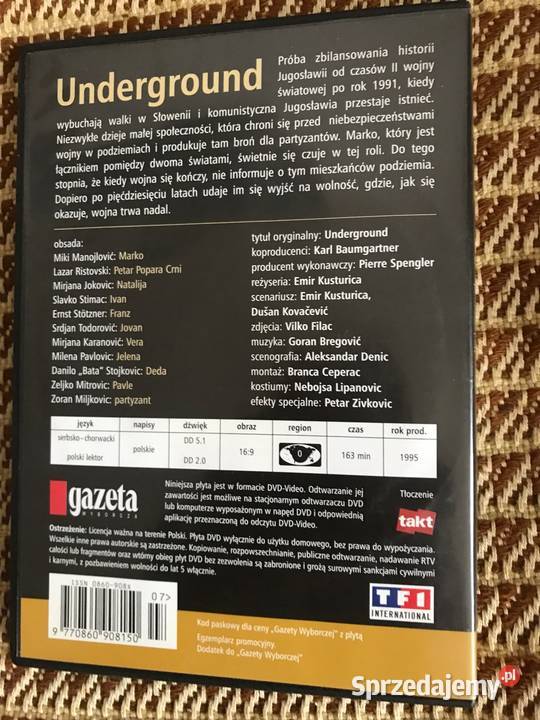 Underground
Próba zbilansowania historii
Jugosławii od czasów II wojny
światowej po rok 1991, kiedy
wybuchają walki w Słowenii i komunistyczna Jugosławia przestaje istnieć.
Niezwykłe dzieje małej społeczności, która chroni się przed niebezpieczeństwami
wojny w podziemiach i produkuje tam broń dla partyzantów. Marko, który jest
łącznikiem pomiędzy dwoma światami, świetnie się czuje w tej roli. Do tego
stopnia, że kiedy wojna się kończy, nie informuje o tym mieszkańców podziemia.
Dopiero po pięćdziesięciu latach udaje im się wyjść na wolność, gdzie, jak się
okazuje, wojna trwa nadal.
obsada:
Miki Manojlović: Marko
Lazar Ristovski: Petar Popara Crni
Mirjana Jokovic: Natalija
Slavko Stimac: Ivan
Ernst Stötzner: Franz
Srdjan Todorović: Jovan
Mirjana Karanović: Vera
Milena Pavlovic: Jelena
Danilo „Bata” Stojkovic: Deda
Zeljko Mitrovic: Pavle
Zoran Miljkovic: partyzant
tytuł oryginalny: Underground
koproducenci: Karl Baumgartner
producent wykonawczy: Pierre Spengler
reżyseria: Emir Kusturica
scenariusz: Emir Kusturica,
Dušan Kovačević
zdjęcia: Vilko Filac
muzyka: Goran Bregović
scenografia: Aleksandar Denic
montaż: Branca Ceperac
kostiumy: Nebojsa Lipanovic
efekty specjalne: Petar Zivkovic
język napisy dźwięk obraz region czas rok prod.
serbsko-chorwacki
polski lektor
polskie
DD 5.1
DD 2.0
16:9
0
163 min
1995
gazeta
WYBORCZA
Niniejsza płyta jest w formacie DVD-Video. Odtwarzanie jej
zawartości jest możliwe na stacjonarnym odtwarzaczu DVD
lub komputerze wyposażonym w napęd DVD i odpowiednią
aplikację przeznaczoną do odczytu DVD-Video.
Tłoczenie
takt
Ostrzeżenie: Licencja ważna na terenie Polski. Płyta DVD wyłącznie do użytku domowego, bez prawa do wypożyczania.
Wszelkie inne prawa autorskie są zastrzeżone. Kopiowanie, rozpowszechnianie, publiczne odtwarzanie, nadawanie RTV
całości lub fragmentów oraz wtórny obieg płyt DVD bez zezwolenia są zabronione i grożą surowymi sankcjami cywilnymi
i karnymi, z pozbawieniem wolności do lat 5 włącznie.
ISSN 0860-908X
07>
9 770860 908150
TF1
INTERNATIONAL
Kod paskowy dla ceny „Gazety Wyborczej” z płytą
Egzemplarz promocyjny.
Dodatek do „Gazety Wyborczej”
Sprzedajemy.pl